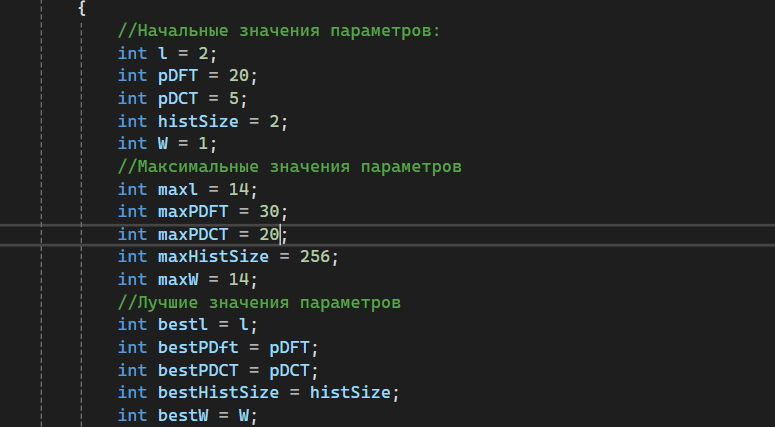 {
//Начальные значения параметров:
int l = 2;
int pDFT = 20;
int pDCT = 5;
int histSize = 2;
int W = 1;
//Максимальные значения параметров
int maxl = 14;
int maxPDFT = 30;
int maxPDCT = 20;
int maxHistSize = 256;
int maxW = 14;
//Лучшие значения параметров
int bestl = l;
int bestPDft = pDFT;
int bestPDCT = pDCT;
int bestHistSize = histSize;
int bestW = W;